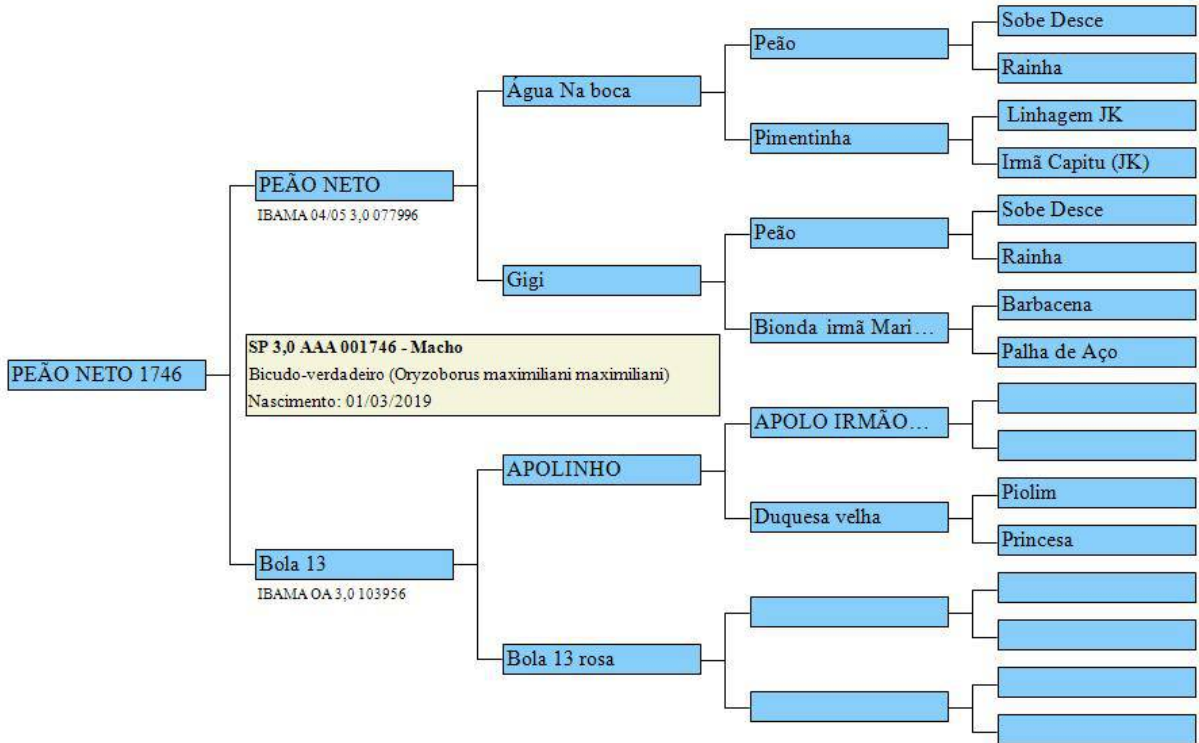 Sobe Desce
Peão
Rainha
Água Na boca
Linhagem JK
Pimentinha
Irmã Capitu (JK)
PEÃO NETO
IBAMA 04/05 3,0 077996
Sobe Desce
Peão
Rainha
Gigi
Barbacena
Bionda irmã Mari...
Palha de Aço
SP 3,0 AAA 001746 - Macho
Bicudo-verdadeiro (Oryzoborus maximiliani maximiliani)
Nascimento: 01/03/2019
PEÃO NETO 1746
APOLO IRMÃO...
APOLINHO
Piolim
Duquesa velha
Princesa
Bola 13
IBAMA OA 3,0 103956
Bola 13 rosa